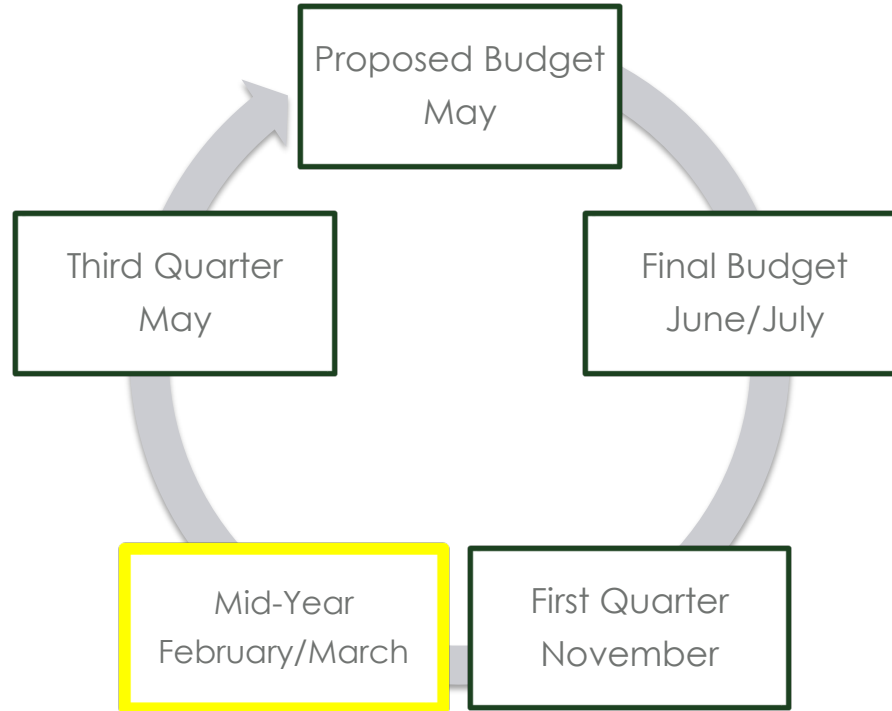 Proposed Budget
May
Final Budget
June/July
First Quarter
November
Mid-Year
February/March
Third Quarter
May